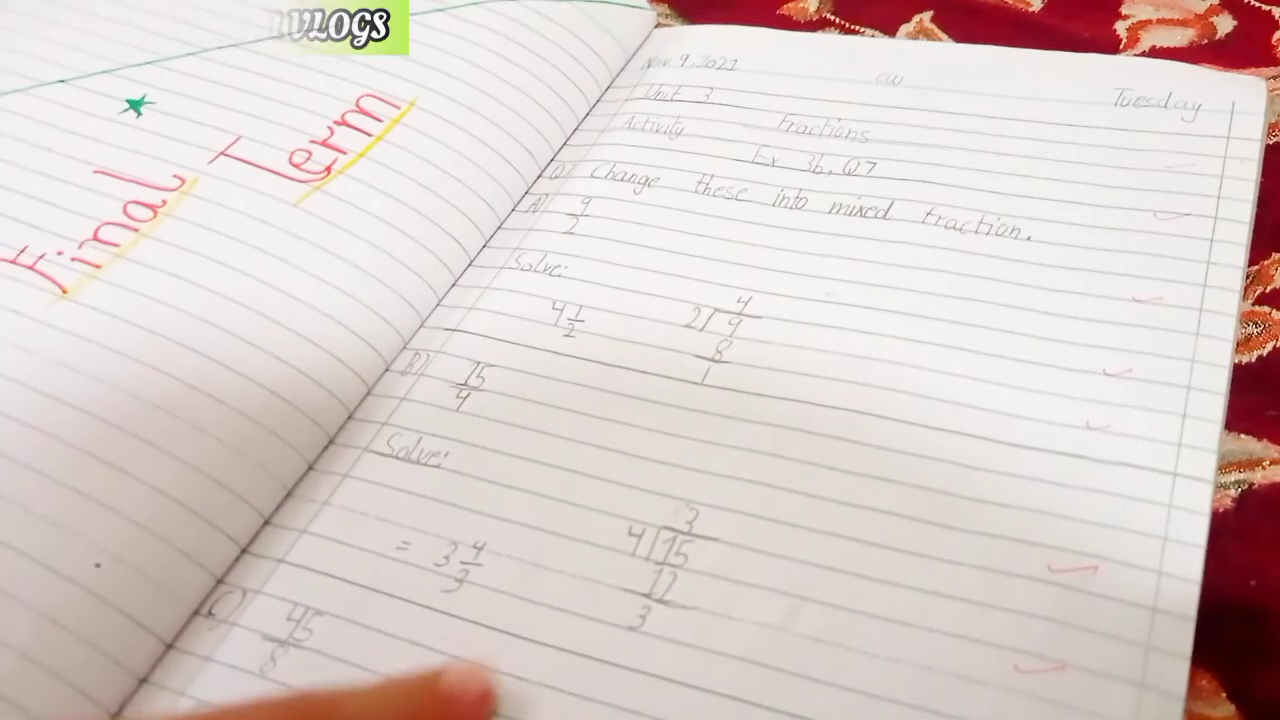 VLOGS
Final Term
Nov. 9, 2021 CW Tuesday
Unit 3
Fractions
Activity
Ex 3b, Q7
Q) Change these into mixed fraction.
A) 9/2
Solve:
4 1/2
4
2) 9
8
1
B) 15/4
Solve:
= 3 4/3
3
4) 15
12
3
C) 45/8